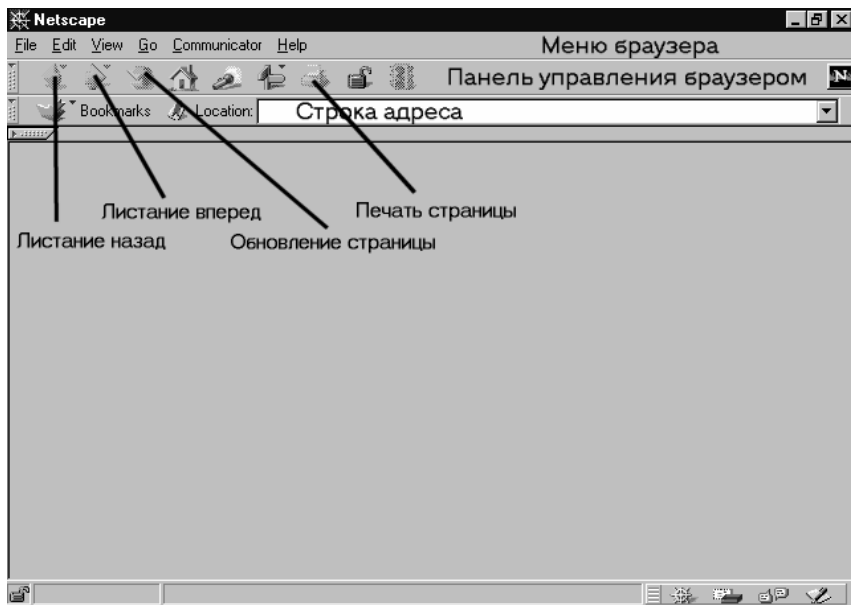 Netscape
File Edit View Go Communicator Help Меню браузера
Панель управления браузером N
Bookmarks Location: Строка адреса
Листание вперед Печать страницы
Листание назад Обновление страницы